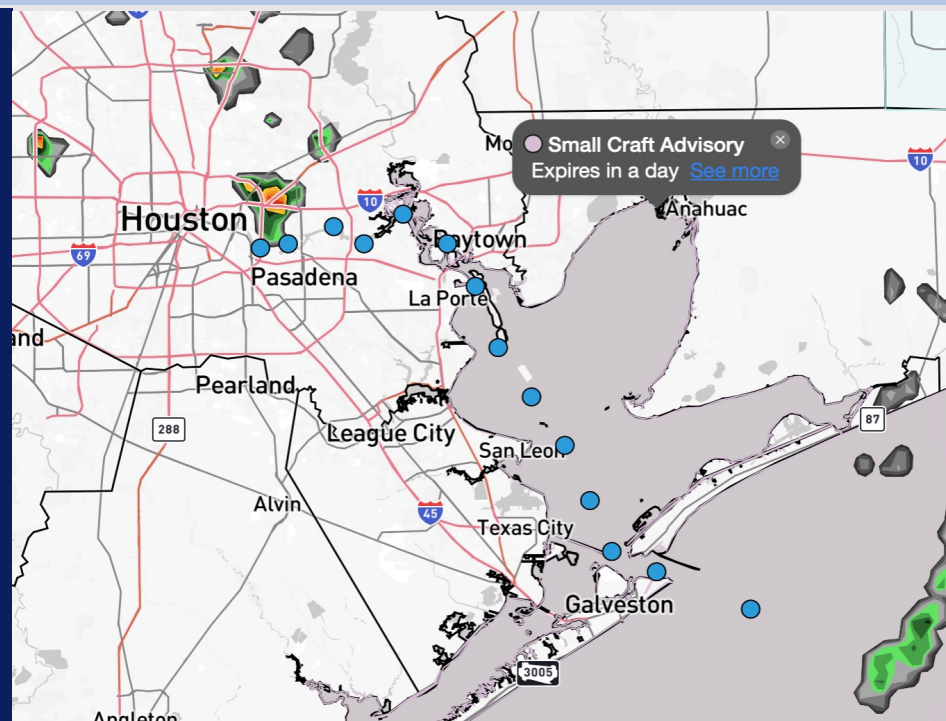 Small Craft Advisory
Expires in a day See more
Mo
10
Anahuac
10
Houston
Baytown
69
Pasadena
La Porte
and
Pearland
87
288
League City
San Leon
Alvin
45
Texas City
Galveston
3005
Angleton